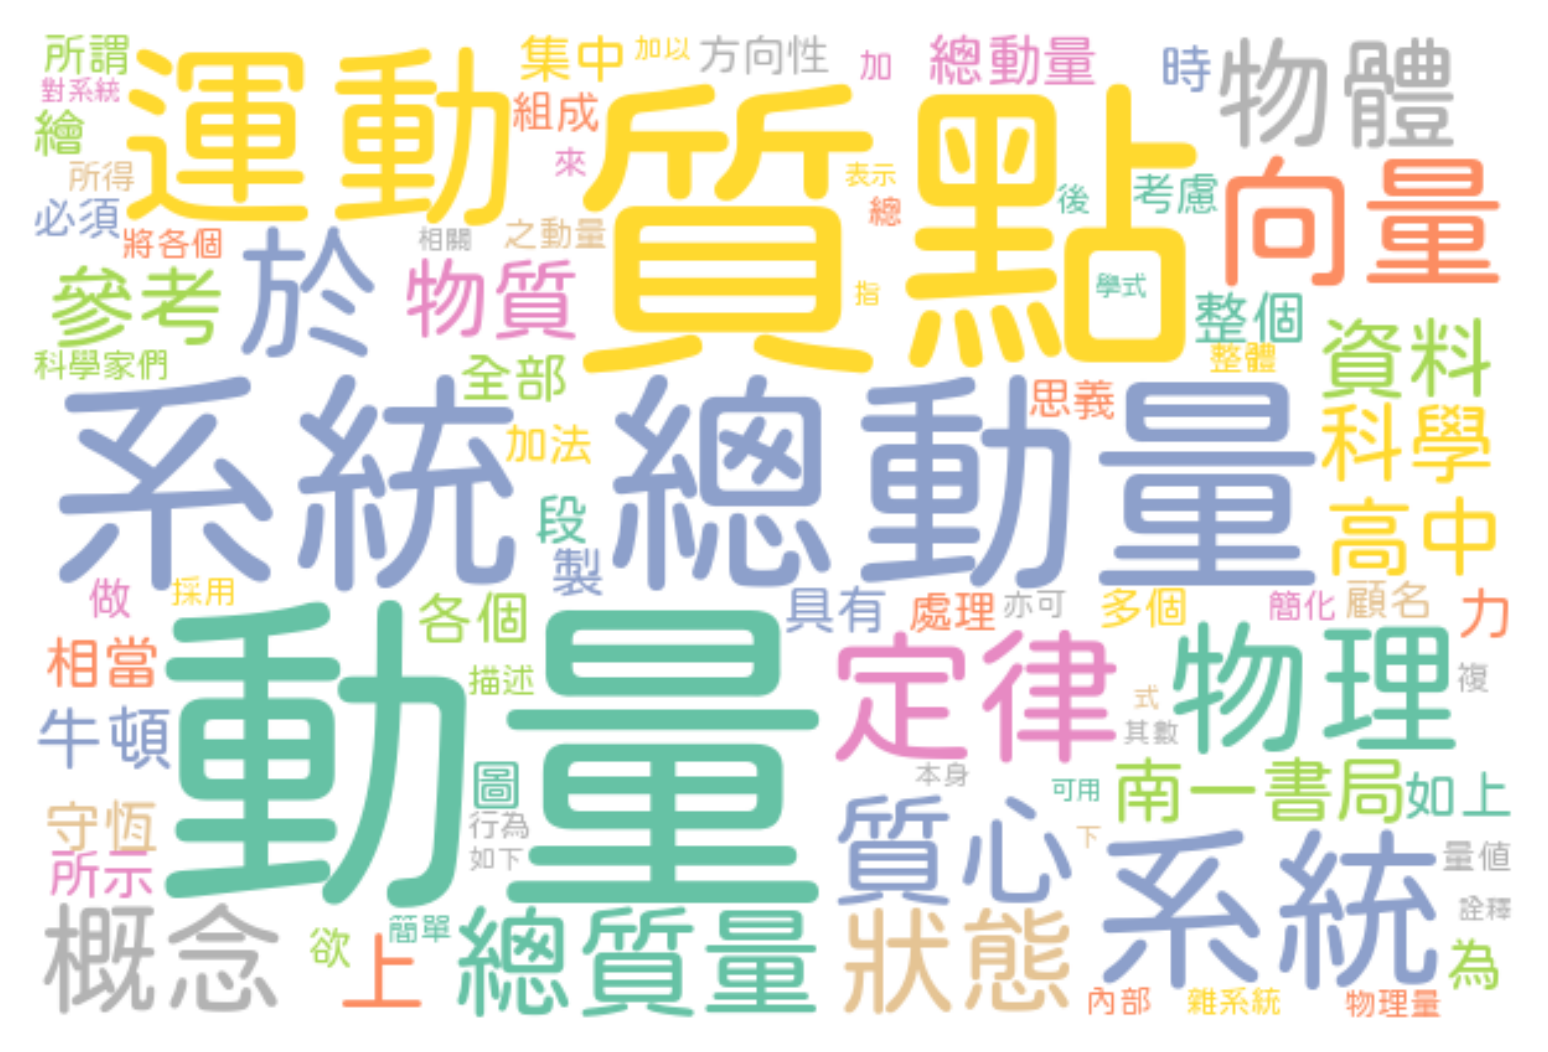 所謂
運動
集中
加以
方向性
加
總動量
時
物體
對系統
組成
質點
繪
來
表示
所得
後
考慮
向量
必須
總
將各個
相關
之動量
參考
於
物質
指
學式
整個
科學家們
全部
整體
資料
系統總動量
思義
加法
科學
段
高中
製
做
採用
各個
具有
處理
亦可
多個
簡化
顧名
力
相當
動量
描述
定律
式
物理
複
牛頓
其數
圖
本身
可用
南一書局
如上
守恆
行為
質心
下
所示
如下
系統
量值
概念
欲
簡單
總質量
狀態
詮釋
上
為
內部
雜系統
物理量